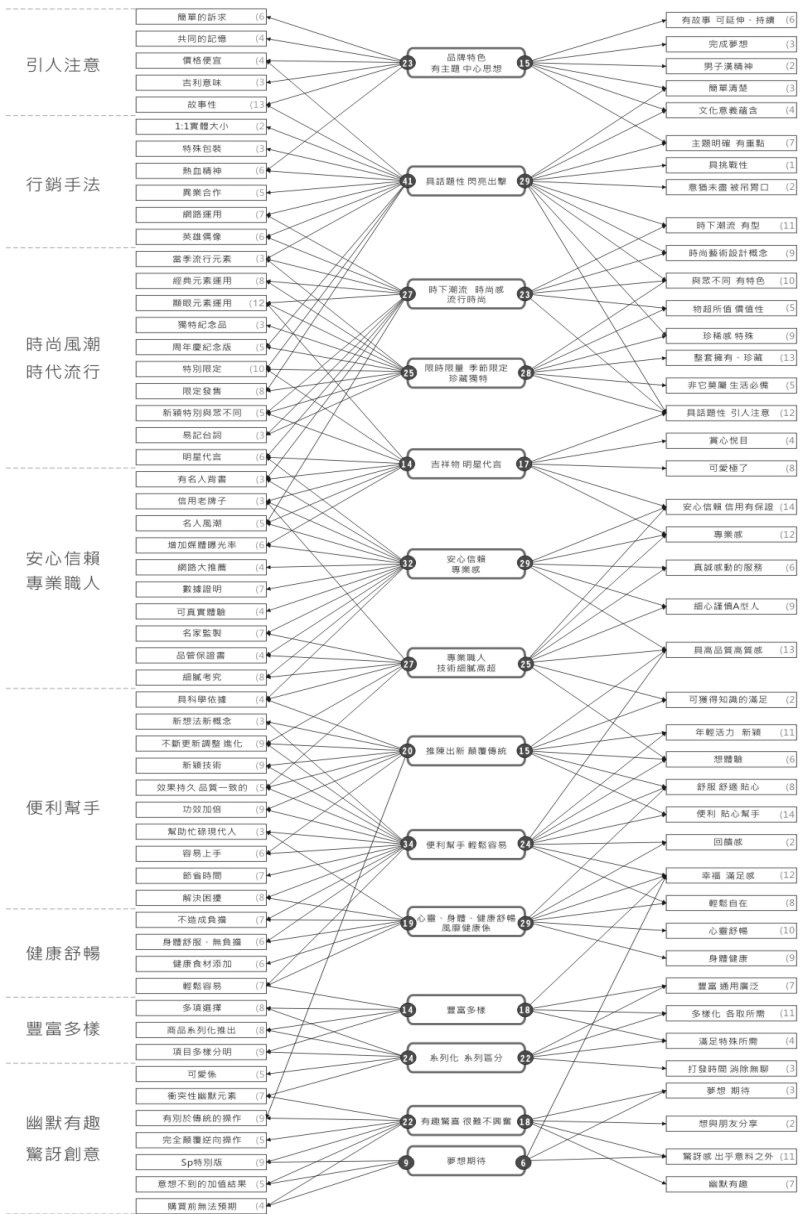 引人注意
行銷手法
時尚風潮
時代流行
安心信賴
專業職人
便利幫手
健康舒暢
豐富多樣
幽默有趣
驚訝創意
簡單的訴求 (6
共同的記憶 (4
價格便宜 (4
吉利意味 (3
故事性 (13
1:1實體大小 (2
特殊包裝 (3
熱血精神 (6
異業合作 (5
網路運用 (7
英雄偶像 (6
當季流行元素 (3
經典元素運用 (8
顯眼元素運用 (12
獨特紀念品 (3
周年慶紀念版 (5
特別限定 (10
限定發售 (8
新穎特別與眾不同 (5
易記台詞 (3
明星代言 (6
有名人背書 (3
信用老牌子 (3
名人風潮 (5
增加媒體曝光率 (6
網路大推薦 (4
數據證明 (7
可真實體驗 (4
名家監製 (7
品管保證書 (4
細膩考究 (8
具科學依據 (4
新想法新概念 (3
不斷更新調整 進化 (9
新穎技術 (9
效果持久 品質一致的 (5
功效加倍 (9
幫助忙碌現代人 (3
容易上手 (6
節省時間 (7
解決困擾 (8
不造成負擔 (7
身體舒服、無負擔 (6
健康食材添加 (6
輕鬆容易 (7
多項選擇 (8
商品系列化推出 (8
項目多樣分明 (9
可愛係 (5
衝突性幽默元素 (7
有別於傳統的操作 (9
完全顛覆逆向操作 (5
Sp特別版 (9
意想不到的加值結果 (5
購買前無法預期 (4
23 品牌特色 15
有主題 中心思想
41 具話題性 閃亮出擊 29
27 時下潮流 時尚感 23
流行時尚
25 限時限量 季節限定 28
珍藏獨特
14 吉祥物 明星代言 17
32 安心信賴 29
專業感
27 專業職人 25
技術細膩高超
20 推陳出新 顛覆傳統 15
34 便利幫手 輕鬆容易 24
19 心靈、身體、健康舒暢 29
風靡健康係
14 豐富多樣 18
24 系列化 系列區分 22
22 有趣驚喜 很難不興奮 18
9 夢想期待 6
有故事 可延伸、持續 (6
完成夢想 (3
男子漢精神 (2
簡單清楚 (3
文化意義蘊含 (4
主題明確 有重點 (7
具挑戰性 (1
意猶未盡 被吊胃口 (2
時下潮流 有型 (11
時尚藝術設計概念 (9
與眾不同 有特色 (10
物超所值 價值性 (5
珍稀感 特殊 (9
整套擁有、珍藏 (13
非它莫屬 生活必備 (5
具話題性 引人注意 (12
賞心悅目 (4
可愛極了 (8
安心信賴 信用有保證 (14
專業感 (12
真誠感動的服務 (6
細心謹慎A型人 (9
具高品質高質感 (13
可獲得知識的滿足 (2
年輕活力 新穎 (11
想體驗 (6
舒服 舒適 貼心 (8
便利 貼心幫手 (14
回饋感 (2
幸福 滿足感 (12
輕鬆自在 (8
心靈舒暢 (10
身體健康 (9
豐富 通用廣泛 (7
多樣化 各取所需 (11
滿足特殊所需 (4
打發時間 消除無聊 (3
夢想 期待 (3
想與朋友分享 (2
驚訝感 出乎意料之外 (11
幽默有趣 (7